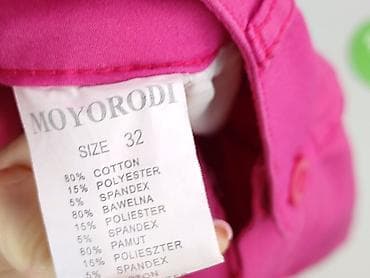 MOYORODI
SIZE 32
80% COTTON
15% POLYESTER
5% SPANDEX
80% BAWELNA
15% POLIESTER
5% SPANDEX
80% PAMUT
15% POLIESZTER
5% SPANDEX